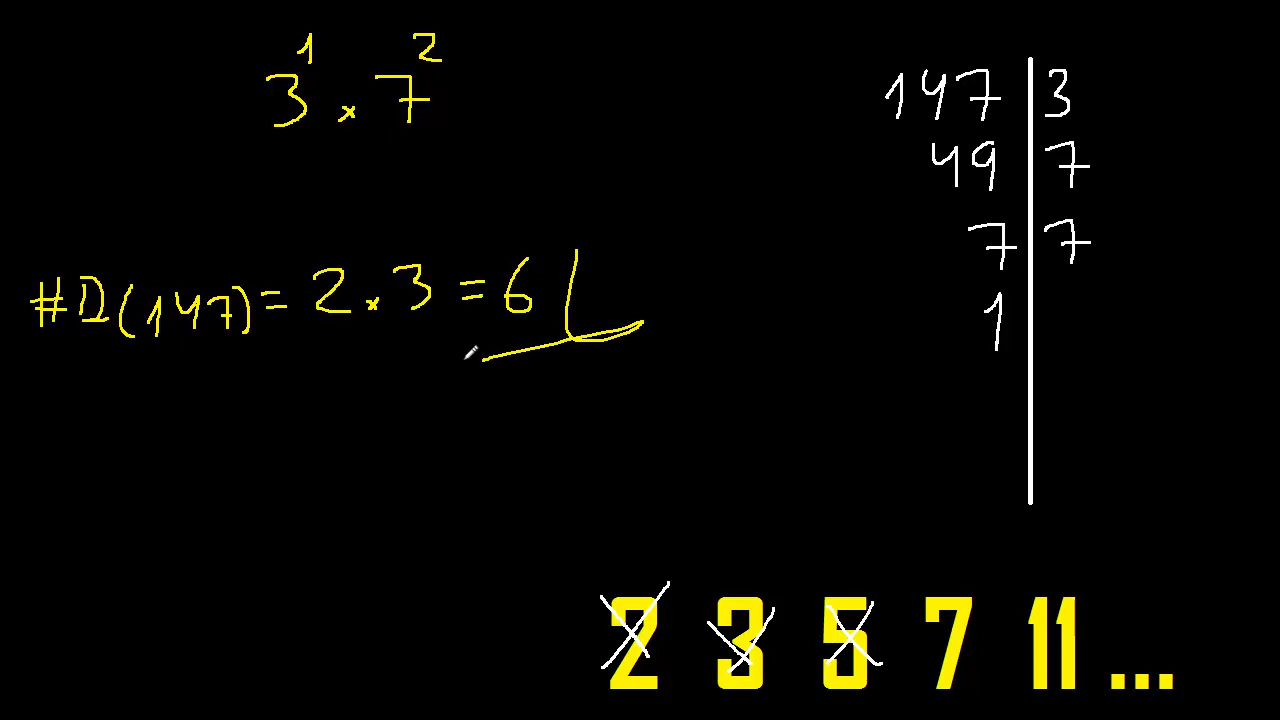 3¹ × 7²
147 | 3
49 | 7
7 | 7
1
#D(147) = 2 × 3 = 6
2 3 5 7 11 ...